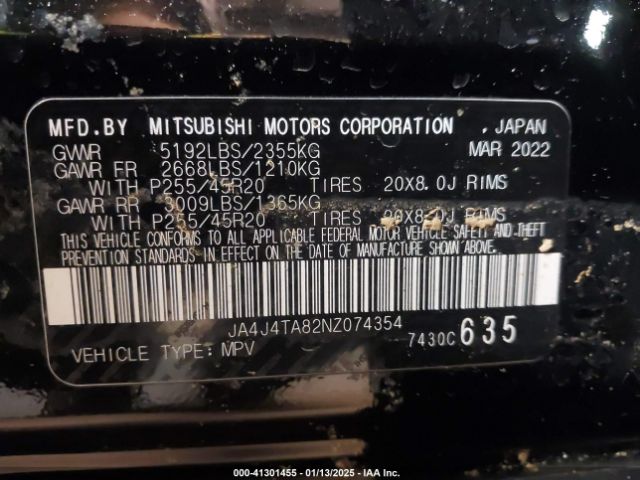 MFD.BY MITSUBISHI MOTORS CORPORATION , JAPAN
GVWR 5192LBS/2355KG MAR 2022
GAWR FR 2668LBS/1210KG
WITH P255/45R20 TIRES 20X8.0J RIMS
GAWR RR 3009LBS/1365KG
WITH P255/45R20 TIRES 20X8.0J RIMS
THIS VEHICLE CONFORMS TO ALL APPLICABLE FEDERAL MOTOR VEHICLE SAFETY AND THEFT
PREVENTION STANDARDS IN EFFECT ON THE DATE OF MANUFACTURE SHOWN ABOVE.
JA4J4TA82NZ074354
VEHICLE TYPE: MPV 7430C 635
000-41301455 - 01/13/2025 - IAA Inc.